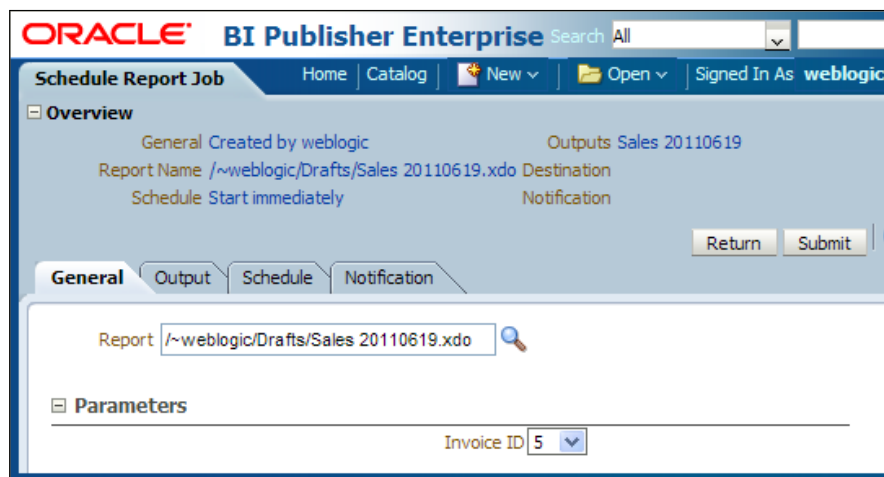 ORACLE BI Publisher Enterprise Search All
Schedule Report Job Home Catalog New Open Signed In As weblogic
Overview
General Created by weblogic Outputs Sales 20110619
Report Name /~weblogic/Drafts/Sales 20110619.xdo Destination
Schedule Start immediately Notification
Return Submit
General Output Schedule Notification
Report /~weblogic/Drafts/Sales 20110619.xdo
Parameters
Invoice ID 5